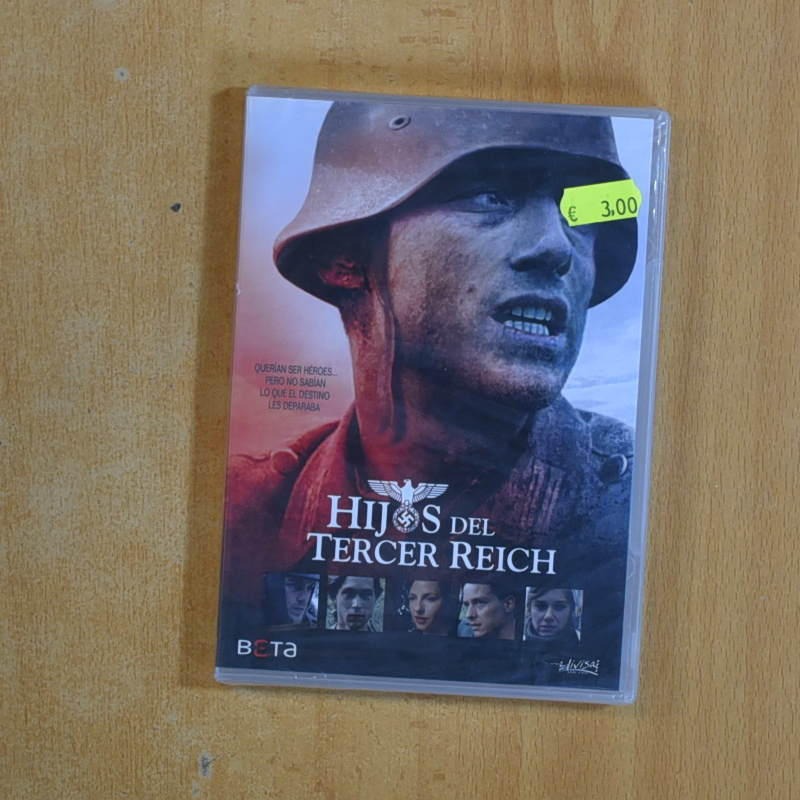 € 3,00
QUERÍAN SER HÉROES...
PERO NO SABÍAN
LO QUE EL DESTINO
LES DEPARABA
HIJOS DEL
TERCER REICH
BETA
divisa